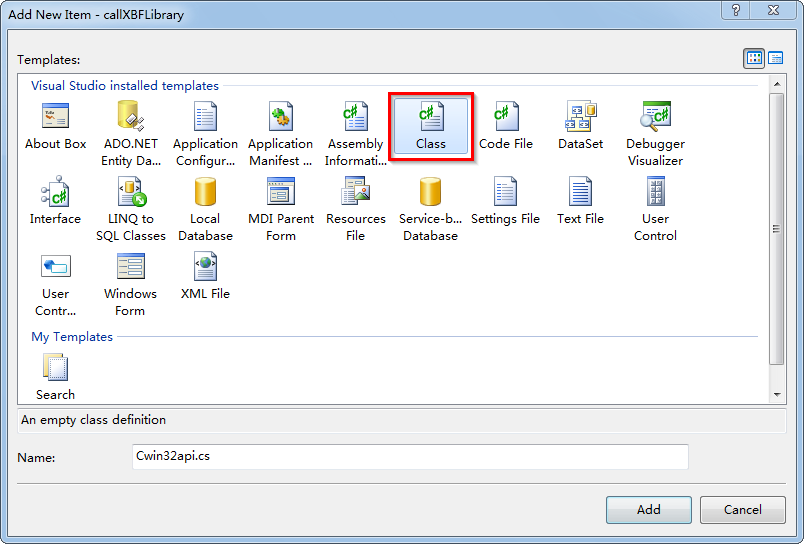 Add New Item - callXBFLibrary
Templates:
Visual Studio installed templates
About Box
ADO.NET
Entity Da...
Application
Configur...
Application
Manifest ...
Assembly
Informati...
Class
Code File
DataSet
Debugger
Visualizer
Interface
LINQ to
SQL Classes
Local
Database
MDI Parent
Form
Resources
File
Service-b...
Database
Settings File
Text File
User
Control
User
Contr...
Windows
Form
XML File
My Templates
Search
An empty class definition
Name:
Cwin32api.cs
Add
Cancel